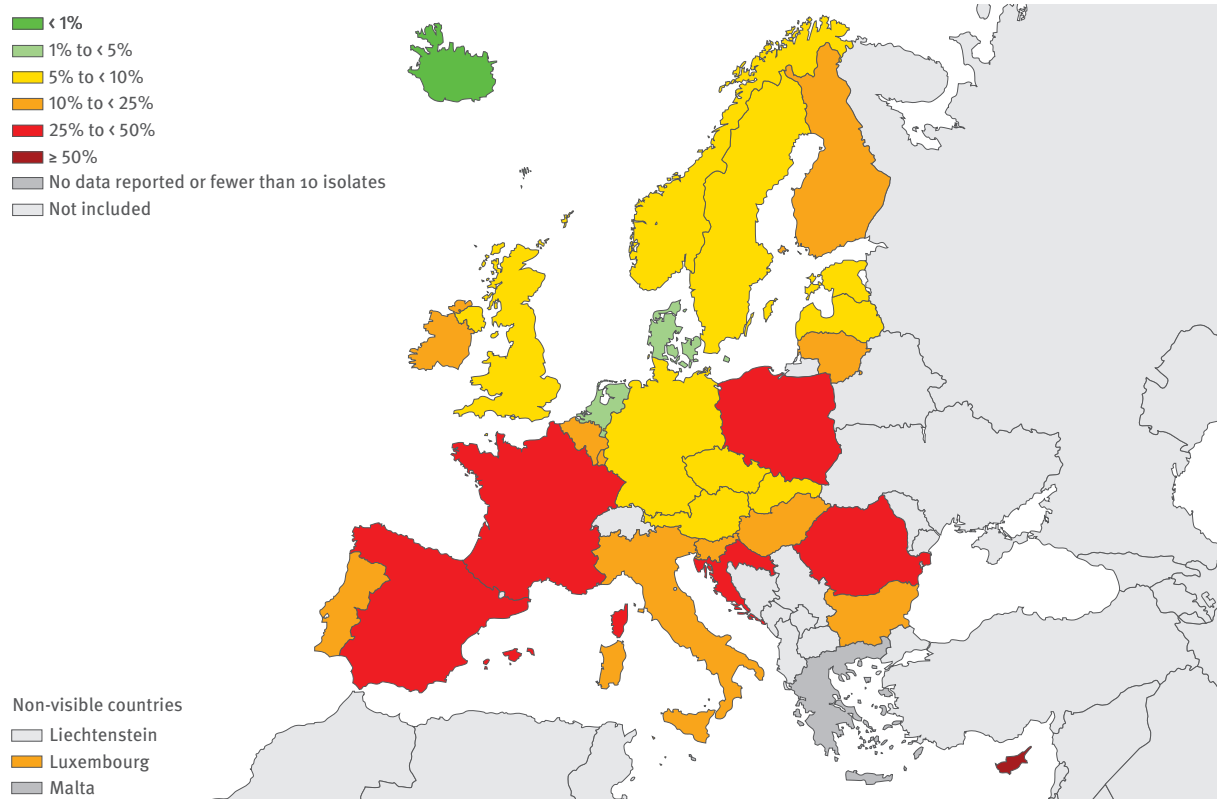 < 1%
1% to < 5%
5% to < 10%
10% to < 25%
25% to < 50%
≥ 50%
No data reported or fewer than 10 isolates
Not included
Non-visible countries
Liechtenstein
Luxembourg
Malta